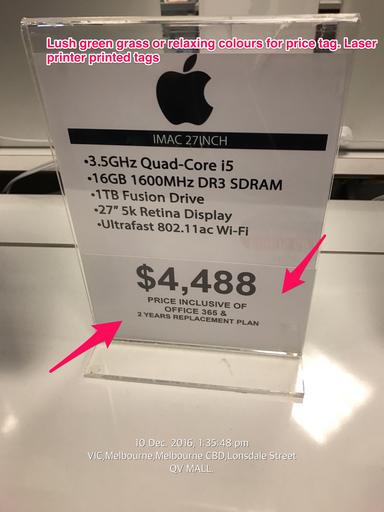 Lush green grass or relaxing colours for price tag. Laser
printer printed tags
IMAC 27INCH
•3.5GHz Quad-Core i5
•16GB 1600MHz DR3 SDRAM
•1TB Fusion Drive
•27" 5k Retina Display
•Ultrafast 802.11ac Wi-Fi
$4,488
PRICE INCLUSIVE OF
OFFICE 365 &
2 YEARS REPLACEMENT PLAN
10 Dec. 2016, 1:35:48 pm
VIC,Melbourne,Melbourne CBD,Lonsdale Street
QV MALL.